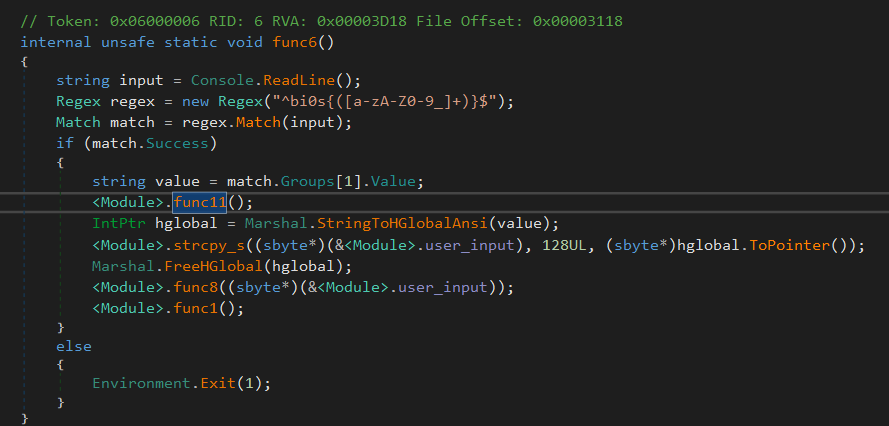 // Token: 0x06000006 RID: 6 RVA: 0x00003D18 File Offset: 0x00003118
internal unsafe static void func6()
{
    string input = Console.ReadLine();
    Regex regex = new Regex("^bi0s{([a-zA-Z0-9_]+)}$");
    Match match = regex.Match(input);
    if (match.Success)
    {
        string value = match.Groups[1].Value;
        <Module>.func11();
        IntPtr hglobal = Marshal.StringToHGlobalAnsi(value);
        <Module>.strcpy_s((sbyte*)(&<Module>.user_input), 128UL, (sbyte*)hglobal.ToPointer());
        Marshal.FreeHGlobal(hglobal);
        <Module>.func8((sbyte*)(&<Module>.user_input));
        <Module>.func1();
    }
    else
    {
        Environment.Exit(1);
    }
}